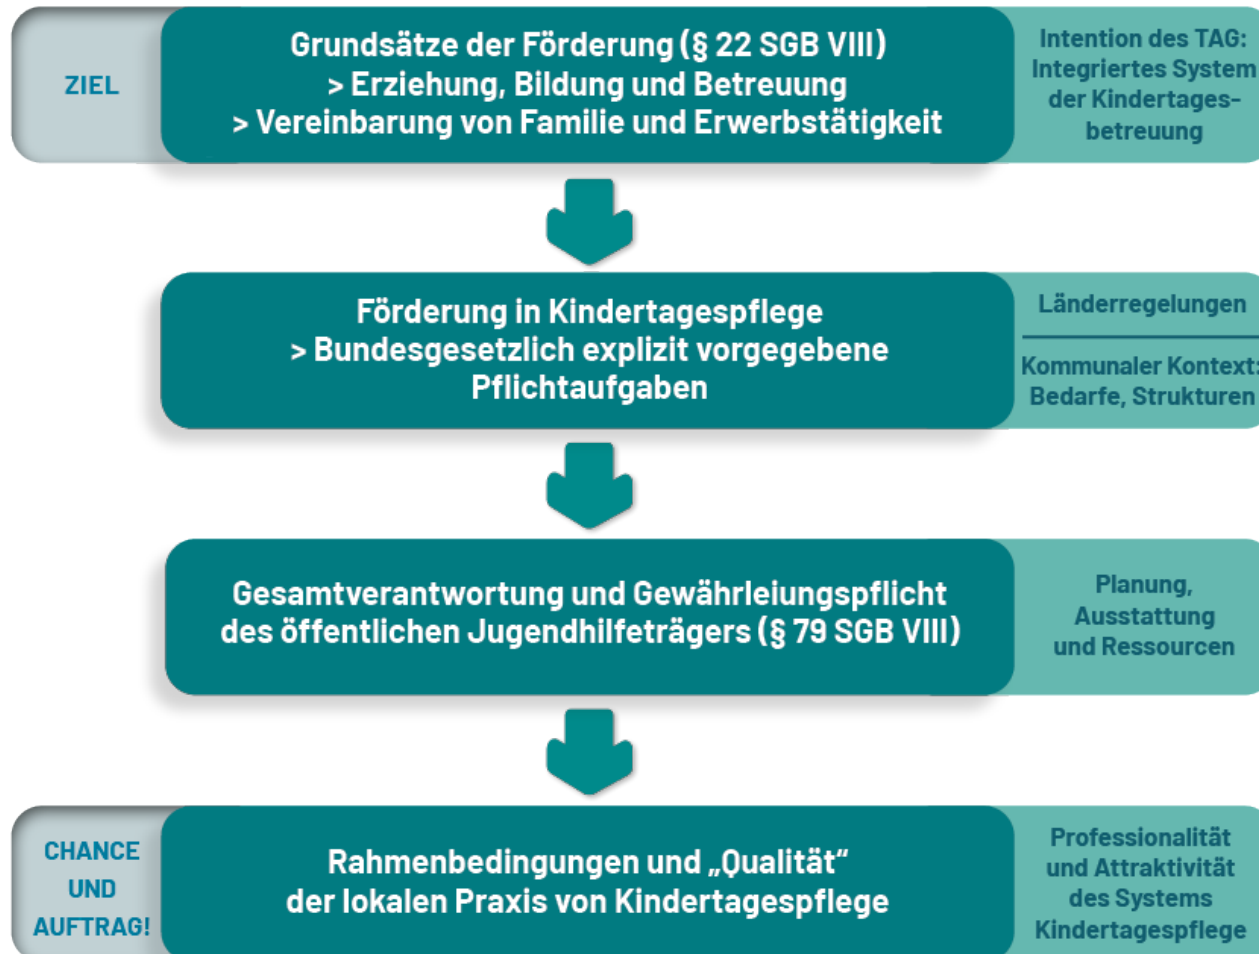 ZIEL
Grundsätze der Förderung (§ 22 SGB VIII)
> Erziehung, Bildung und Betreuung
> Vereinbarung von Familie und Erwerbstätigkeit
Intention des TAG:
Integriertes System
der Kindertages-
betreuung
Förderung in Kindertagespflege
> Bundesgesetzlich explizit vorgegebene
Pflichtaufgaben
Länderregelungen
Kommunaler Kontext:
Bedarfe, Strukturen
Gesamtverantwortung und Gewährleiungspflicht
des öffentlichen Jugendhilfeträgers (§ 79 SGB VIII)
Planung,
Ausstattung
und Ressourcen
CHANCE
UND
AUFTRAG!
Rahmenbedingungen und „Qualität“
der lokalen Praxis von Kindertagespflege
Professionalität
und Attraktivität
des Systems
Kindertagespflege